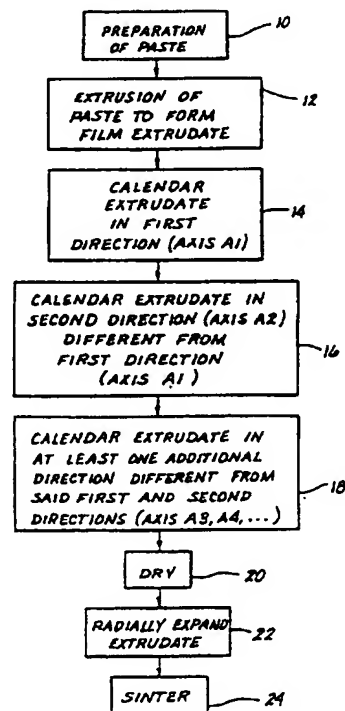 PREPARATION
OF PASTE
10
EXTRUSION OF
PASTE TO FORM
FILM EXTRUDATE
12
CALENDAR
EXTRUDATE
IN FIRST
DIRECTION (AXIS A1)
14
CALENDAR EXTRUDATE IN
SECOND DIRECTION (AXIS A2)
DIFFERENT FROM
FIRST DIRECTION
(AXIS A1)
16
CALENDAR EXTRUDATE IN
AT LEAST ONE ADDITIONAL
DIRECTION DIFFERENT FROM
SAID FIRST AND SECOND
DIRECTIONS (AXIS A3, A4, ...)
18
DRY
20
RADIALLY EXPAND
EXTRUDATE
22
SINTER
24